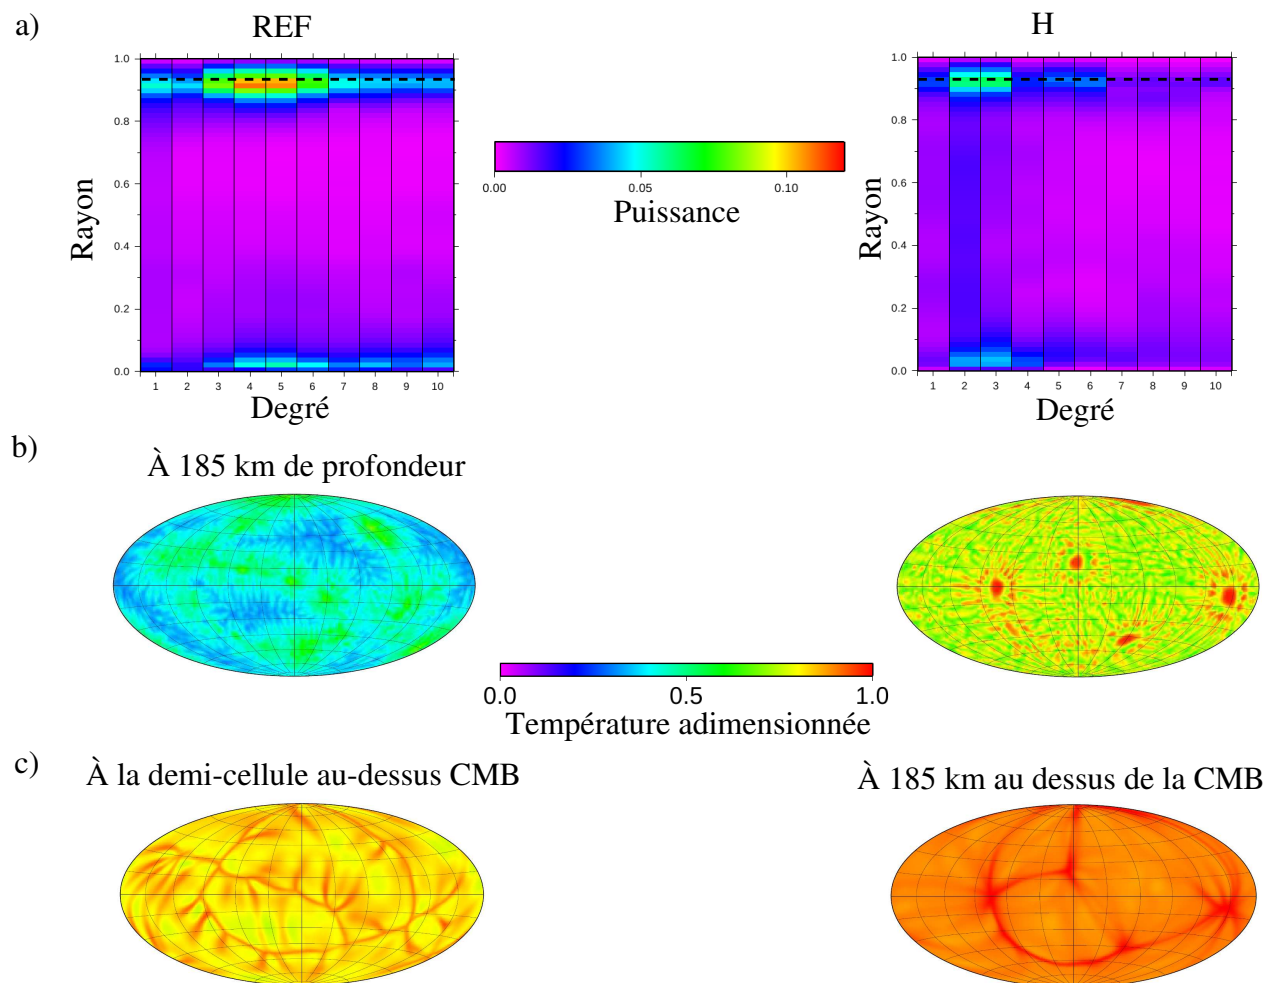 a)
REF
H
1.0
0.8
0.6
0.4
0.2
0.0
Rayon
1 2 3 4 5 6 7 8 9 10
Degré
0.00 0.05 0.10
Puissance
1.0
0.8
0.6
0.4
0.2
0.0
Rayon
1 2 3 4 5 6 7 8 9 10
Degré
b)
À 185 km de profondeur
0.0 0.5 1.0
Température adimensionnée
c)
À la demi-cellule au-dessus CMB
À 185 km au dessus de la CMB